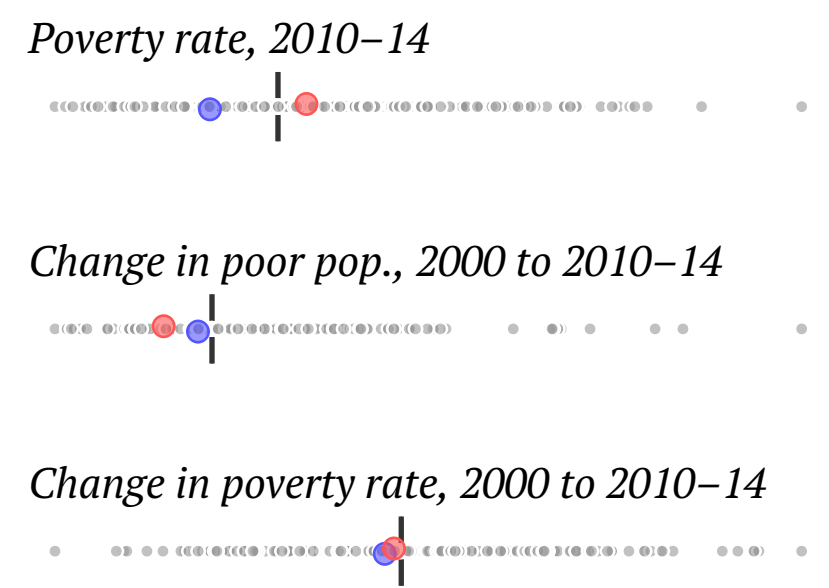 Poverty rate, 2010–14
Change in poor pop., 2000 to 2010–14
Change in poverty rate, 2000 to 2010–14